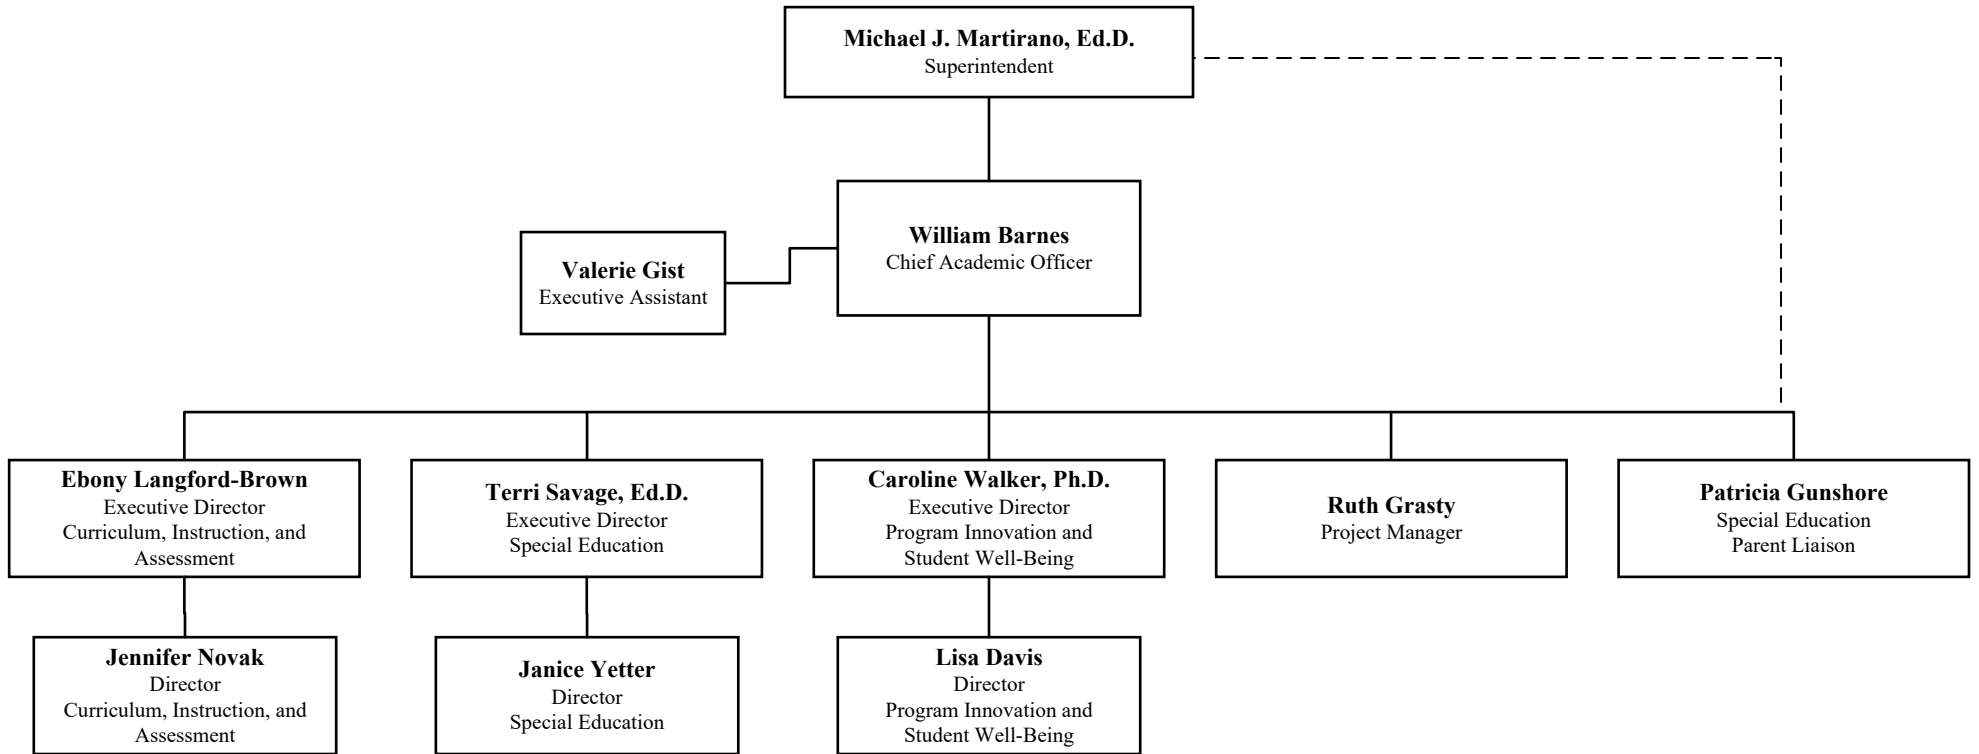 Michael J. Martirano, Ed.D.
Superintendent
William Barnes
Chief Academic Officer
Valerie Gist
Executive Assistant
Ebony Langford-Brown
Executive Director
Curriculum, Instruction, and
Assessment
Terri Savage, Ed.D.
Executive Director
Special Education
Caroline Walker, Ph.D.
Executive Director
Program Innovation and
Student Well-Being
Ruth Grasty
Project Manager
Patricia Gunshore
Special Education
Parent Liaison
Jennifer Novak
Director
Curriculum, Instruction, and
Assessment
Janice Yetter
Director
Special Education
Lisa Davis
Director
Program Innovation and
Student Well-Being